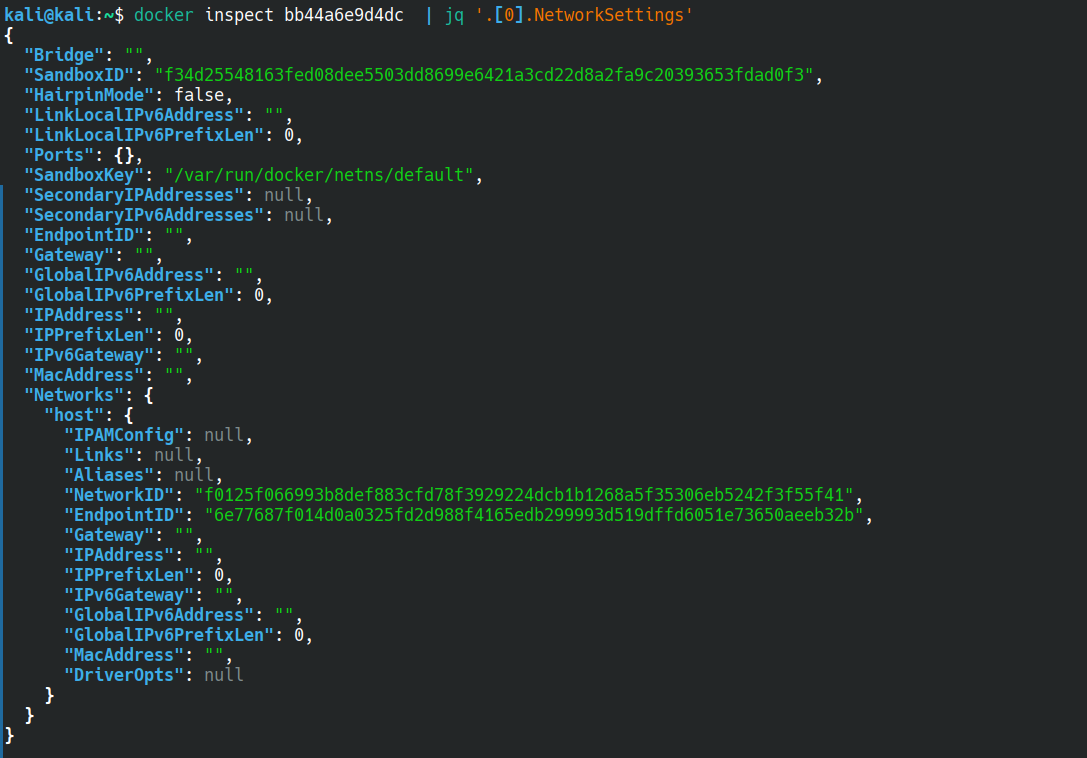 kali@kali:~$ docker inspect bb44a6e9d4dc  | jq '.[0].NetworkSettings'
{
  "Bridge": "",
  "SandboxID": "f34d25548163fed08dee5503dd8699e6421a3cd22d8a2fa9c20393653fdad0f3",
  "HairpinMode": false,
  "LinkLocalIPv6Address": "",
  "LinkLocalIPv6PrefixLen": 0,
  "Ports": {},
  "SandboxKey": "/var/run/docker/netns/default",
  "SecondaryIPAddresses": null,
  "SecondaryIPv6Addresses": null,
  "EndpointID": "",
  "Gateway": "",
  "GlobalIPv6Address": "",
  "GlobalIPv6PrefixLen": 0,
  "IPAddress": "",
  "IPPrefixLen": 0,
  "IPv6Gateway": "",
  "MacAddress": "",
  "Networks": {
    "host": {
      "IPAMConfig": null,
      "Links": null,
      "Aliases": null,
      "NetworkID": "f0125f066993b8def883cfd78f3929224dcb1b1268a5f35306eb5242f3f55f41",
      "EndpointID": "6e77687f014d0a0325fd2d988f4165edb299993d519dffd6051e73650aeeb32b",
      "Gateway": "",
      "IPAddress": "",
      "IPPrefixLen": 0,
      "IPv6Gateway": "",
      "GlobalIPv6Address": "",
      "GlobalIPv6PrefixLen": 0,
      "MacAddress": "",
      "DriverOpts": null
    }
  }
}